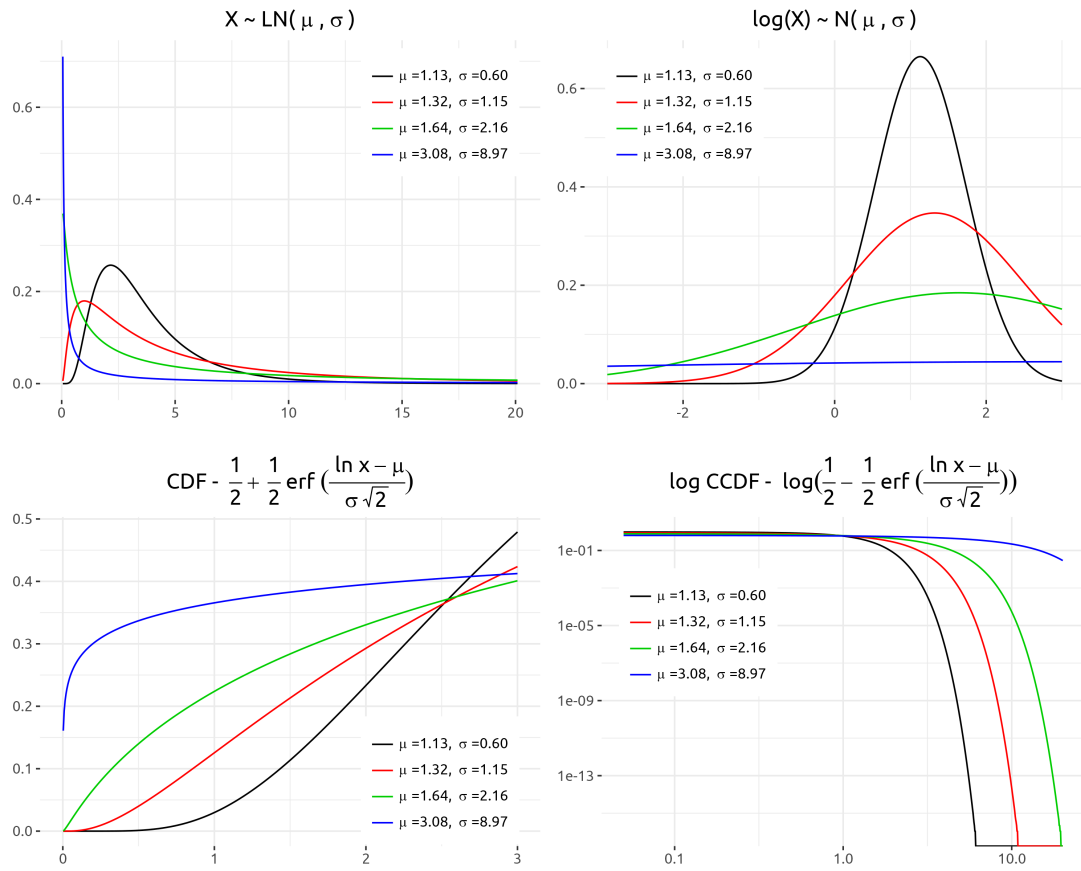 X ~ LN( μ , σ )
0.6
0.4
0.2
0.0
0
5
10
15
20
μ =1.13, σ =0.60
μ =1.32, σ =1.15
μ =1.64, σ =2.16
μ =3.08, σ =8.97
log(X) ~ N( μ , σ )
0.6
0.4
0.2
0.0
-2
0
2
μ =1.13, σ =0.60
μ =1.32, σ =1.15
μ =1.64, σ =2.16
μ =3.08, σ =8.97
CDF - 1/2 + 1/2 erf ( (ln x − μ)/(σ √2) )
0.5
0.4
0.3
0.2
0.1
0.0
0
1
2
3
μ =1.13, σ =0.60
μ =1.32, σ =1.15
μ =1.64, σ =2.16
μ =3.08, σ =8.97
log CCDF - log(1/2 − 1/2 erf ( (ln x − μ)/(σ √2) ))
1e-01
1e-05
1e-09
1e-13
0.1
1.0
10.0
μ =1.13, σ =0.60
μ =1.32, σ =1.15
μ =1.64, σ =2.16
μ =3.08, σ =8.97